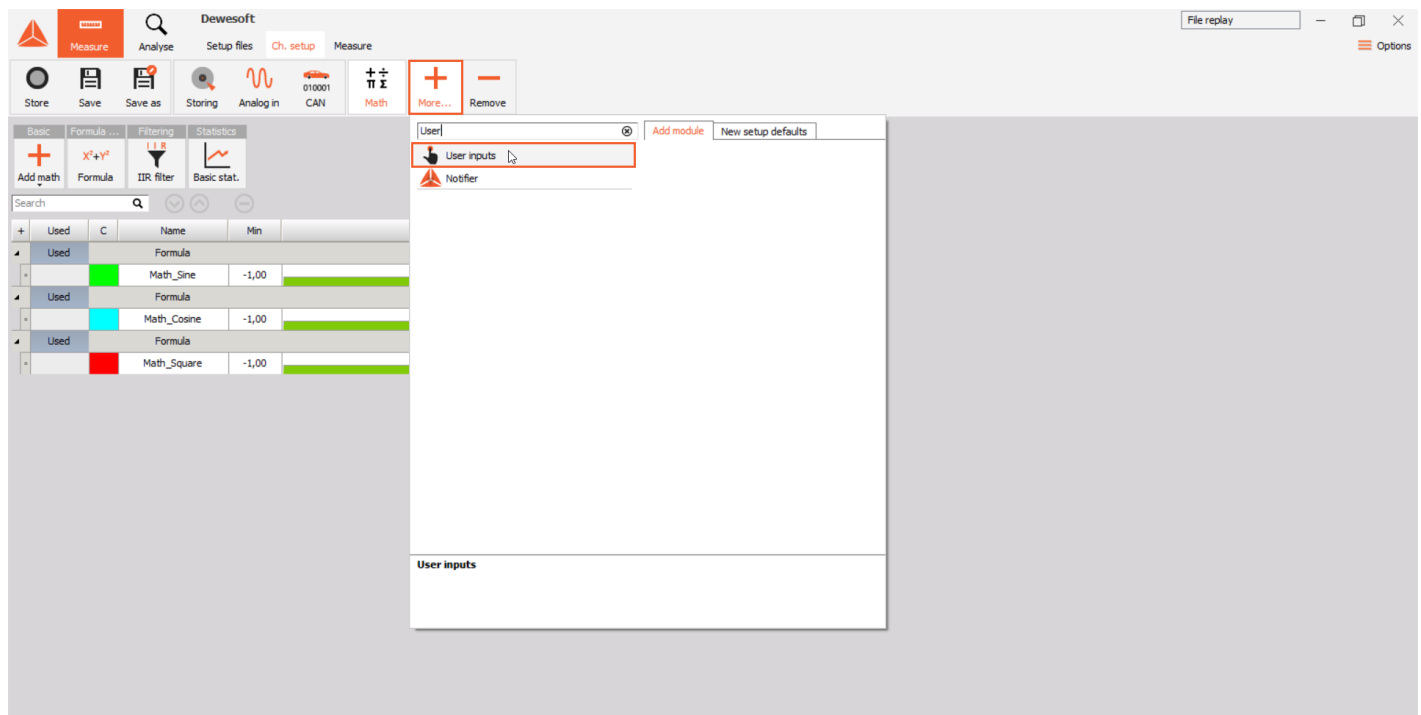 Dewesoft
File replay
Measure
Analyse
Setup files Ch. setup Measure
Options
Store Save Save as Storing Analog in CAN Math More... Remove
010001
+ ÷
π Σ
Basic Formula ... Filtering Statistics
X²+Y²
I I R
Add math Formula IIR filter Basic stat.
Search
+ Used C Name Min
Used Formula
Math_Sine -1,00
Used Formula
Math_Cosine -1,00
Used Formula
Math_Square -1,00
User
Add module New setup defaults
User inputs
Notifier
User inputs